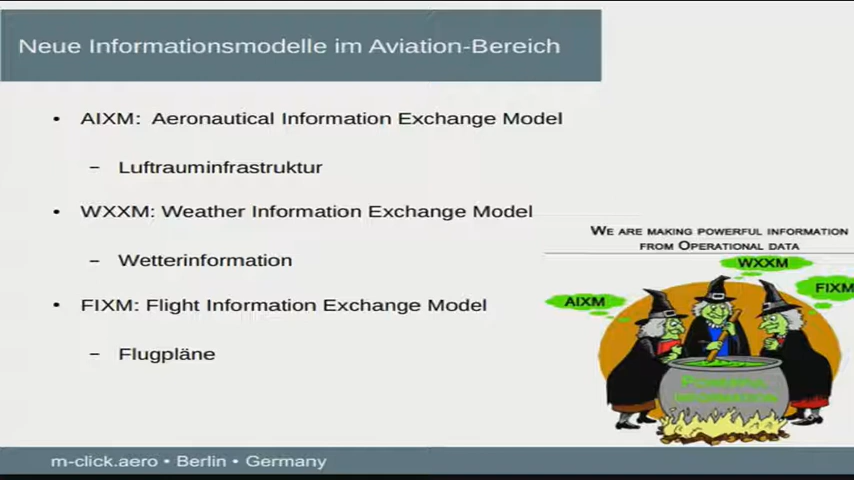 Neue Informationsmodelle im Aviation-Bereich
• AIXM: Aeronautical Information Exchange Model
– Luftrauminfrastruktur
• WXXM: Weather Information Exchange Model
– Wetterinformation
• FIXM: Flight Information Exchange Model
– Flugpläne
WE ARE MAKING POWERFUL INFORMATION
FROM OPERATIONAL DATA
WXXM
FIXM
AIXM
POWERFUL
INFORMATION
m-click.aero • Berlin • Germany